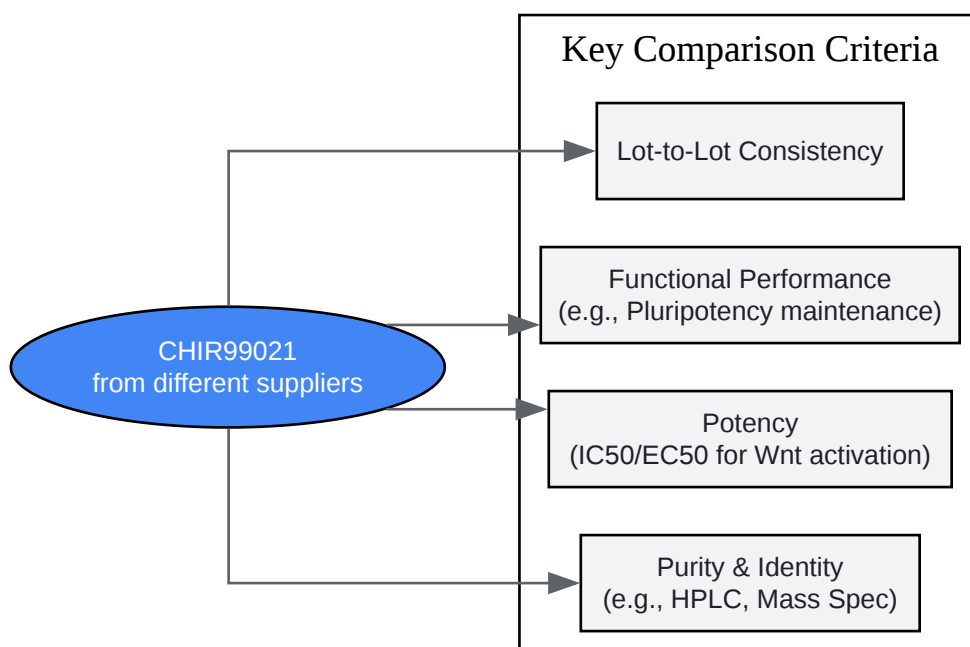 Key Comparison Criteria
Lot-to-Lot Consistency
Functional Performance
(e.g., Pluripotency maintenance)
CHIR99021
from different suppliers
Potency
(IC50/EC50 for Wnt activation)
Purity & Identity
(e.g., HPLC, Mass Spec)